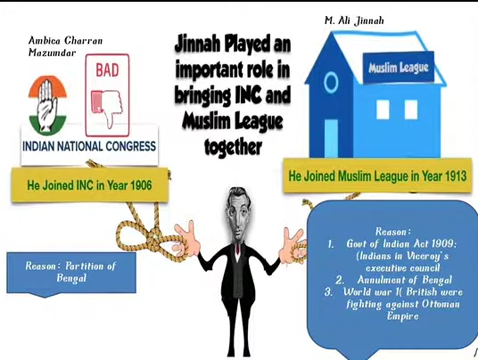 M. Ali Jinnah
Ambica Charran
Mazumdar
Jinnah Played an
important role in
bringing INC and
Muslim League
together
BAD
Muslim League
INDIAN NATIONAL CONGRESS
He Joined INC in Year 1906
He Joined Muslim League in Year 1913
Reason: Partition of
Bengal
Reason:
1. Govt of Indian Act 1909:
(Indians in Viceroy's
executive council
2. Annulment of Bengal
3. World war 1( British were
fighting against Ottoman
Empire